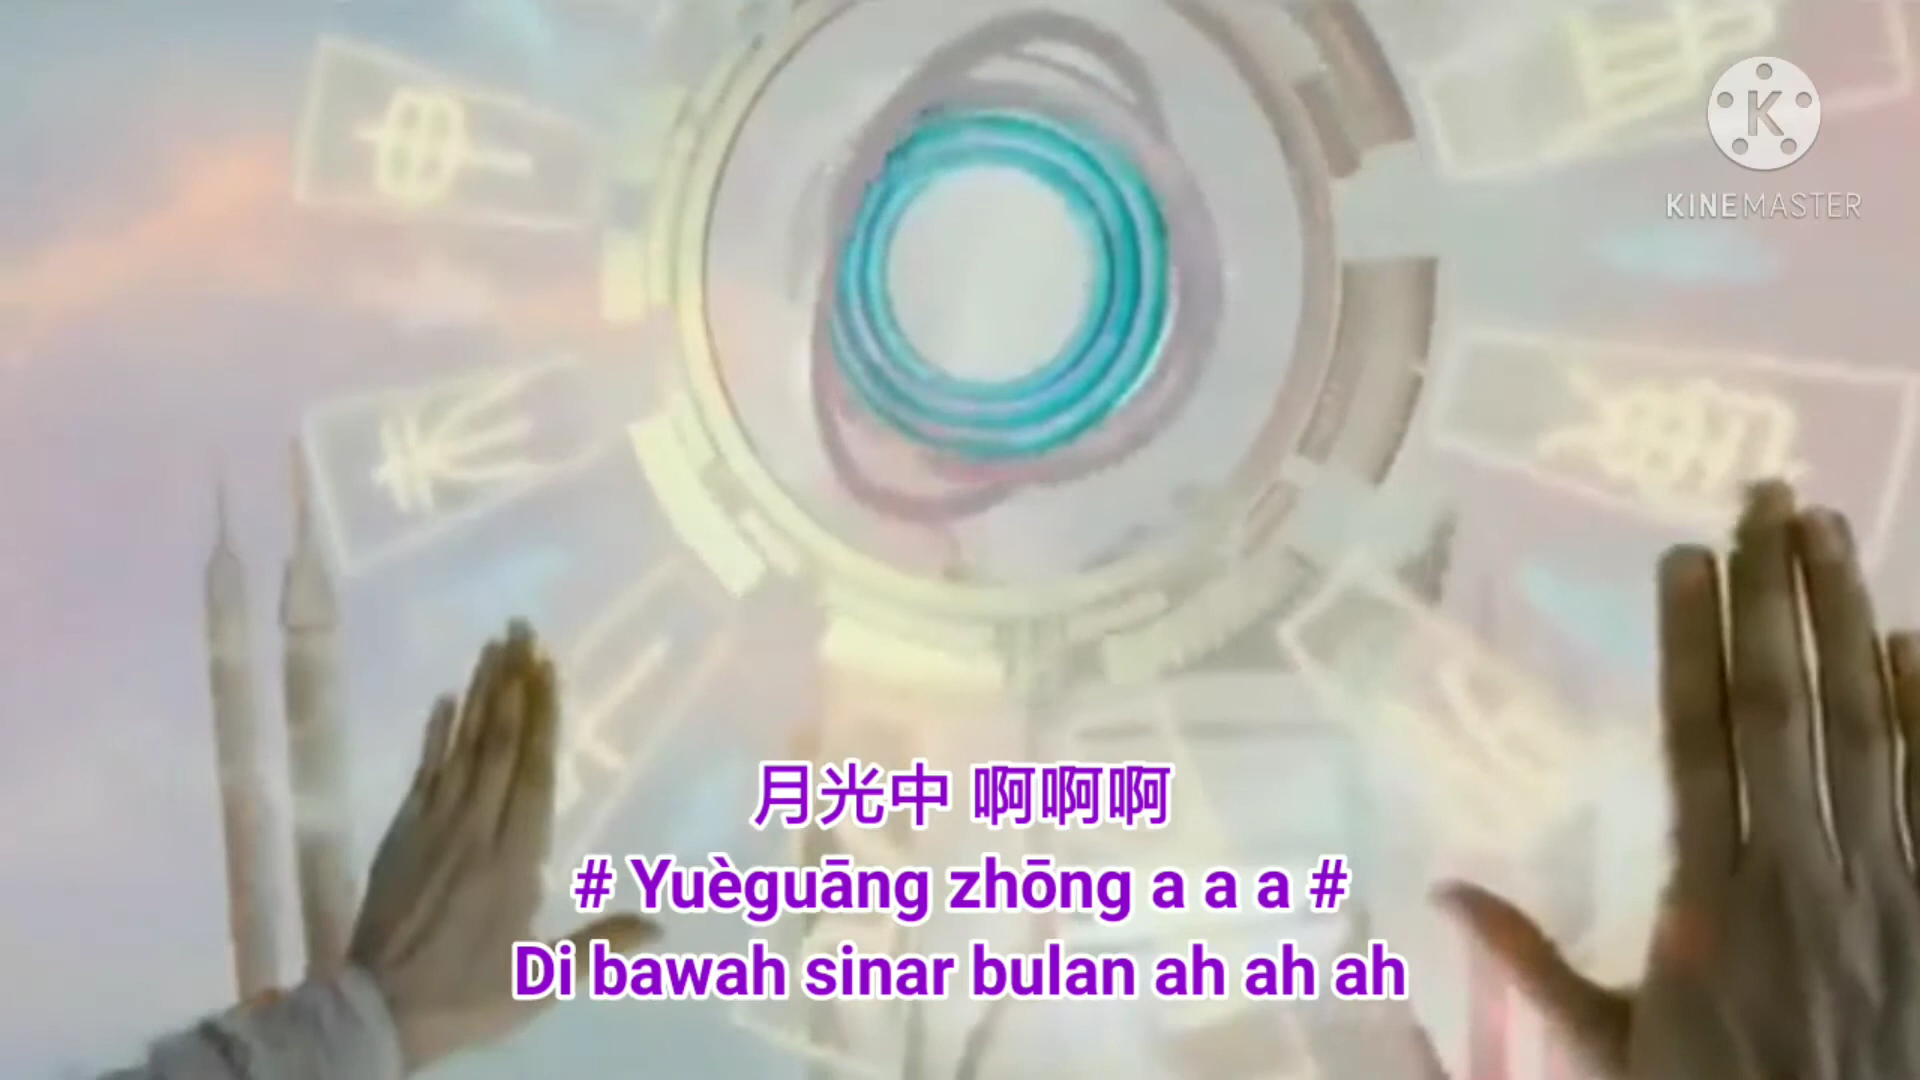 KINEMASTER
月光中 啊啊啊
# Yuèguāng zhōng a a a #
Di bawah sinar bulan ah ah ah